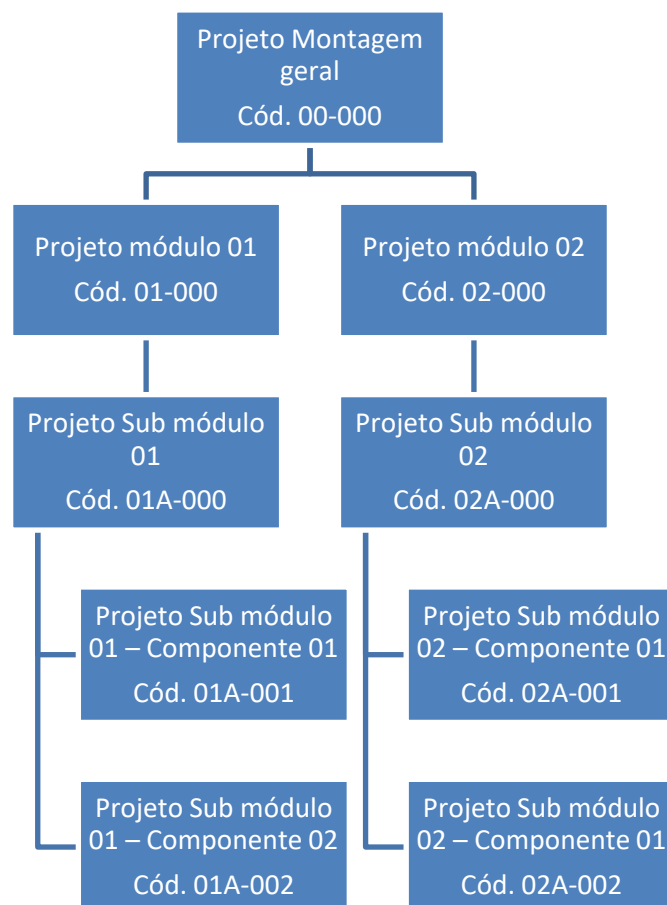 Projeto Montagem
geral
Cód. 00-000
Projeto módulo 01
Cód. 01-000
Projeto módulo 02
Cód. 02-000
Projeto Sub módulo
01
Cód. 01A-000
Projeto Sub módulo
02
Cód. 02A-000
Projeto Sub módulo
01 – Componente 01
Cód. 01A-001
Projeto Sub módulo
02 – Componente 01
Cód. 02A-001
Projeto Sub módulo
01 – Componente 02
Cód. 01A-002
Projeto Sub módulo
02 – Componente 01
Cód. 02A-002